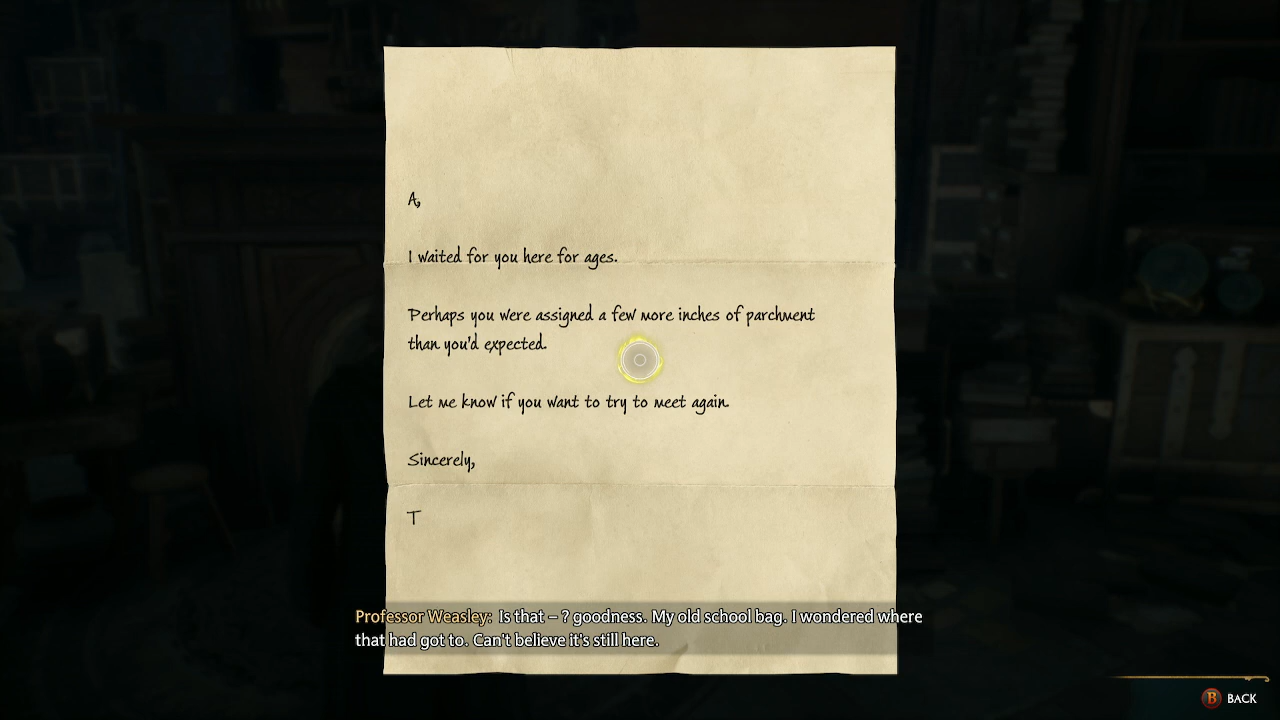 A,
I waited for you here for ages.
Perhaps you were assigned a few more inches of parchment
than you'd expected.
Let me know if you want to try to meet again.
Sincerely,
T
Professor Weasley: Is that – ? goodness. My old school bag. I wondered where
that had got to. Can't believe it's still here.
B BACK